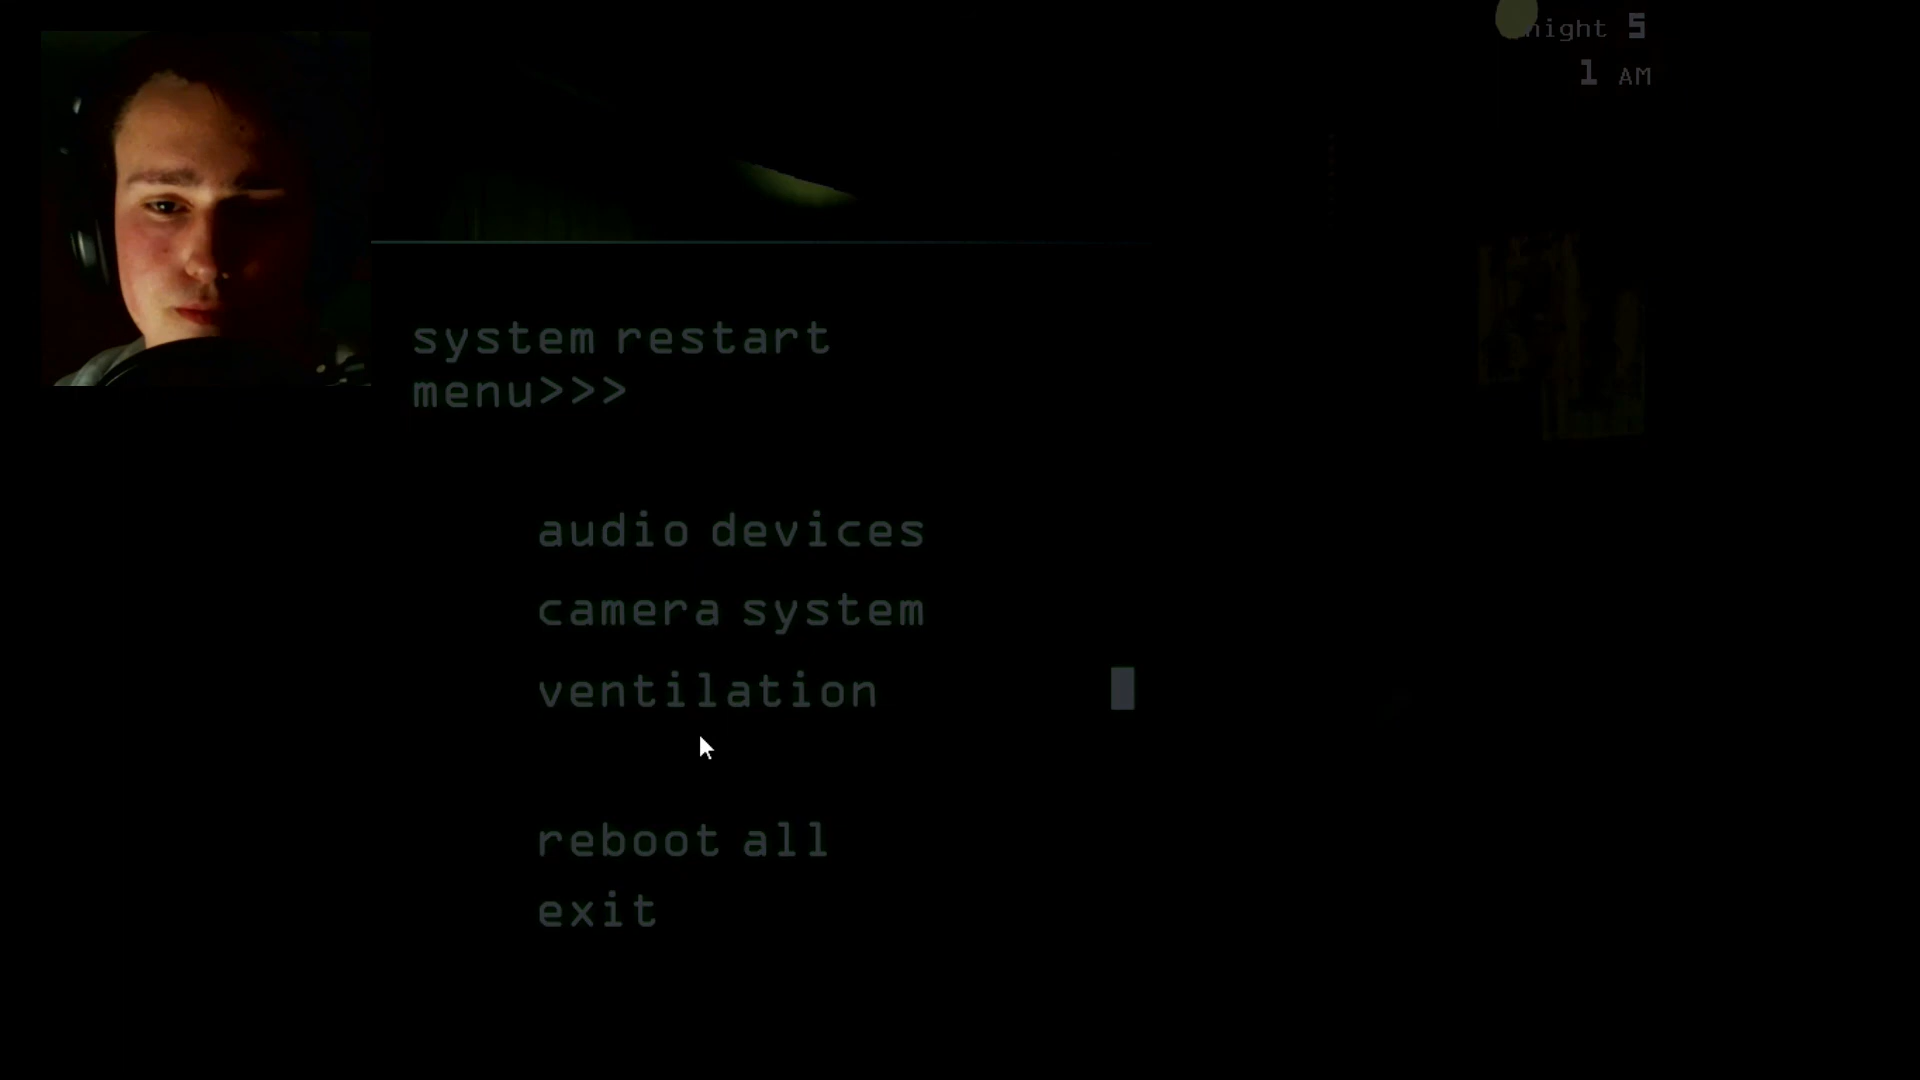 night 5
1 AM
system restart
menu>>>
audio devices
camera system
ventilation
reboot all
exit